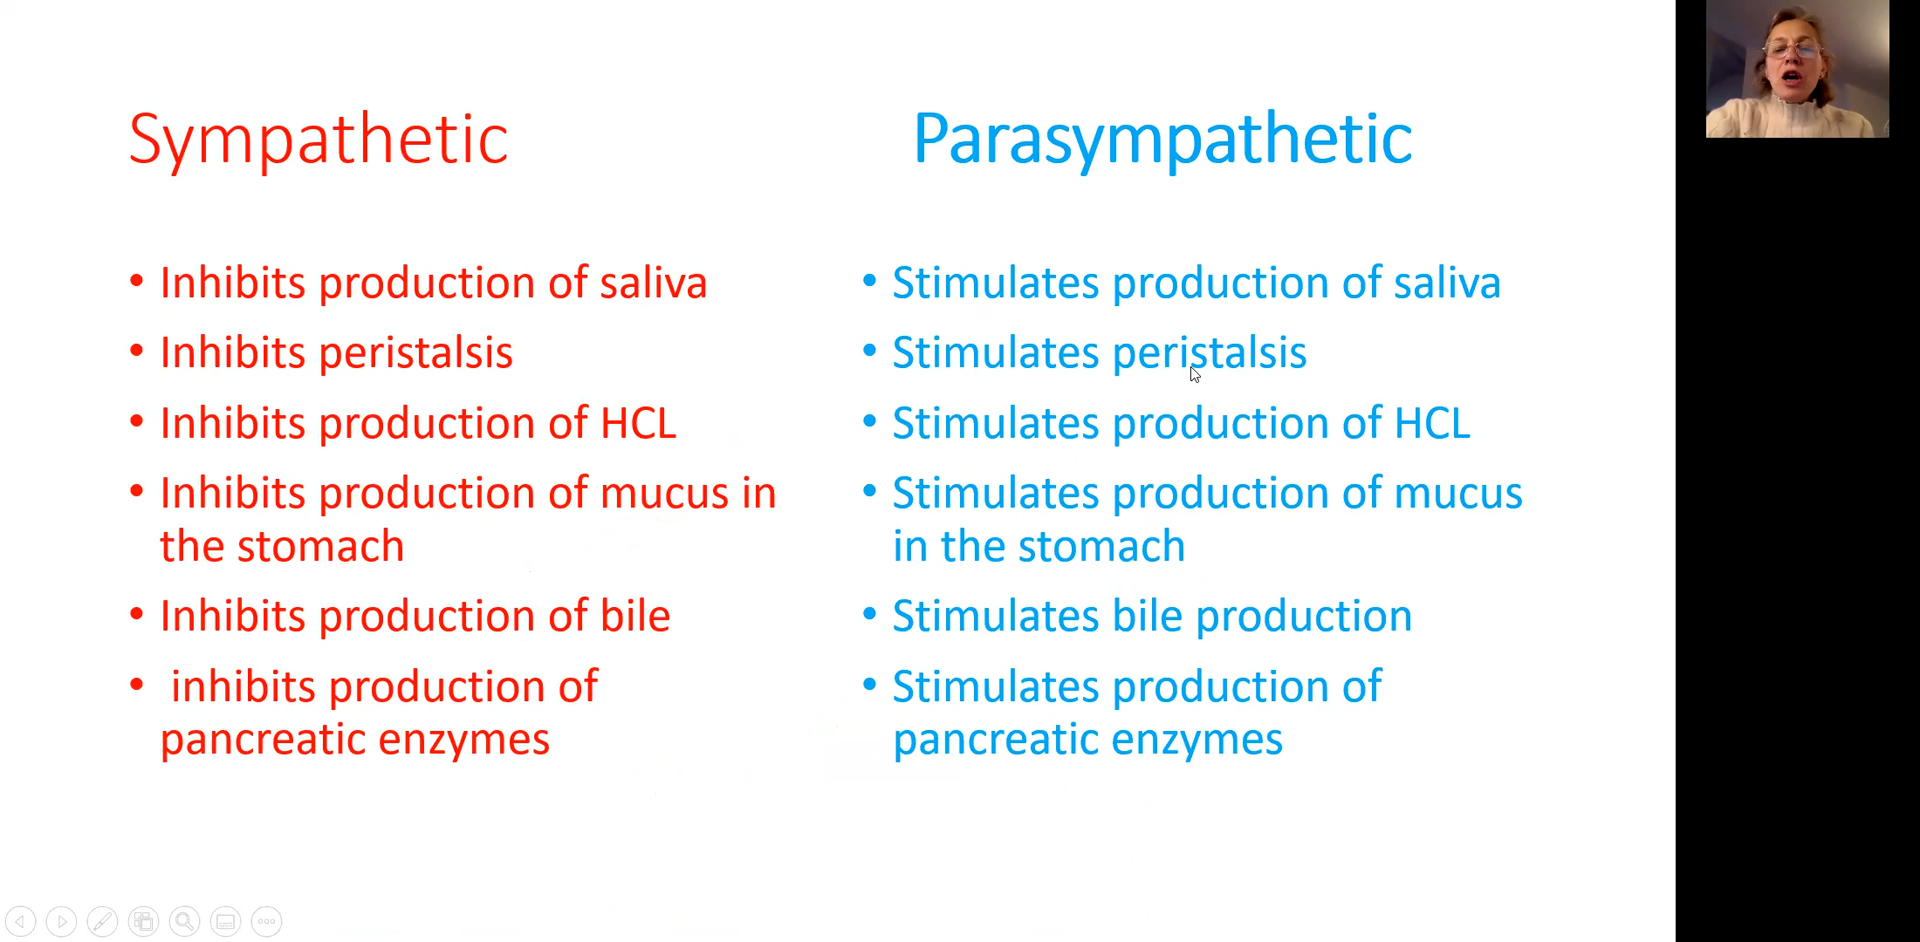 Sympathetic
• Inhibits production of saliva
• Inhibits peristalsis
• Inhibits production of HCL
• Inhibits production of mucus in
the stomach
• Inhibits production of bile
• inhibits production of
pancreatic enzymes
Parasympathetic
• Stimulates production of saliva
• Stimulates peristalsis
• Stimulates production of HCL
• Stimulates production of mucus
in the stomach
• Stimulates bile production
• Stimulates production of
pancreatic enzymes